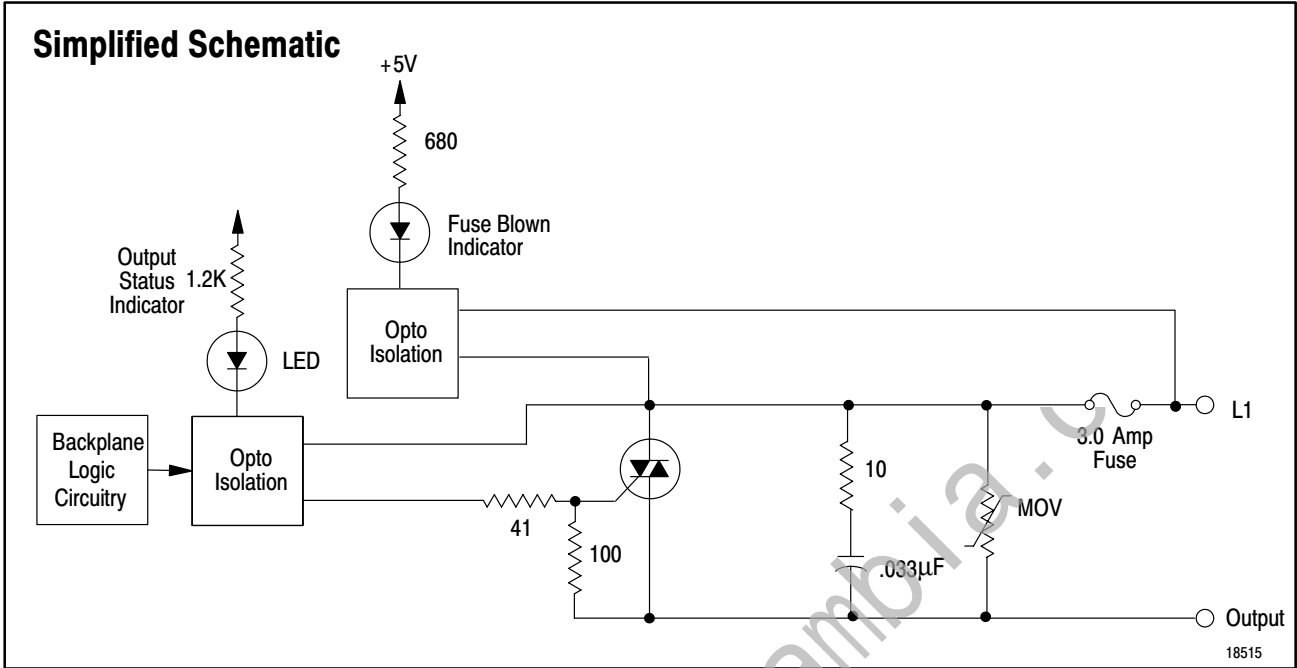 Simplified Schematic
+5V
680
Fuse Blown
Indicator
Output
Status
Indicator
1.2K
LED
Opto
Isolation
L1
3.0 Amp
Fuse
Backplane
Logic
Circuitry
Opto
Isolation
10
MOV
41
100
.033µF
Output
18515
ambia.c